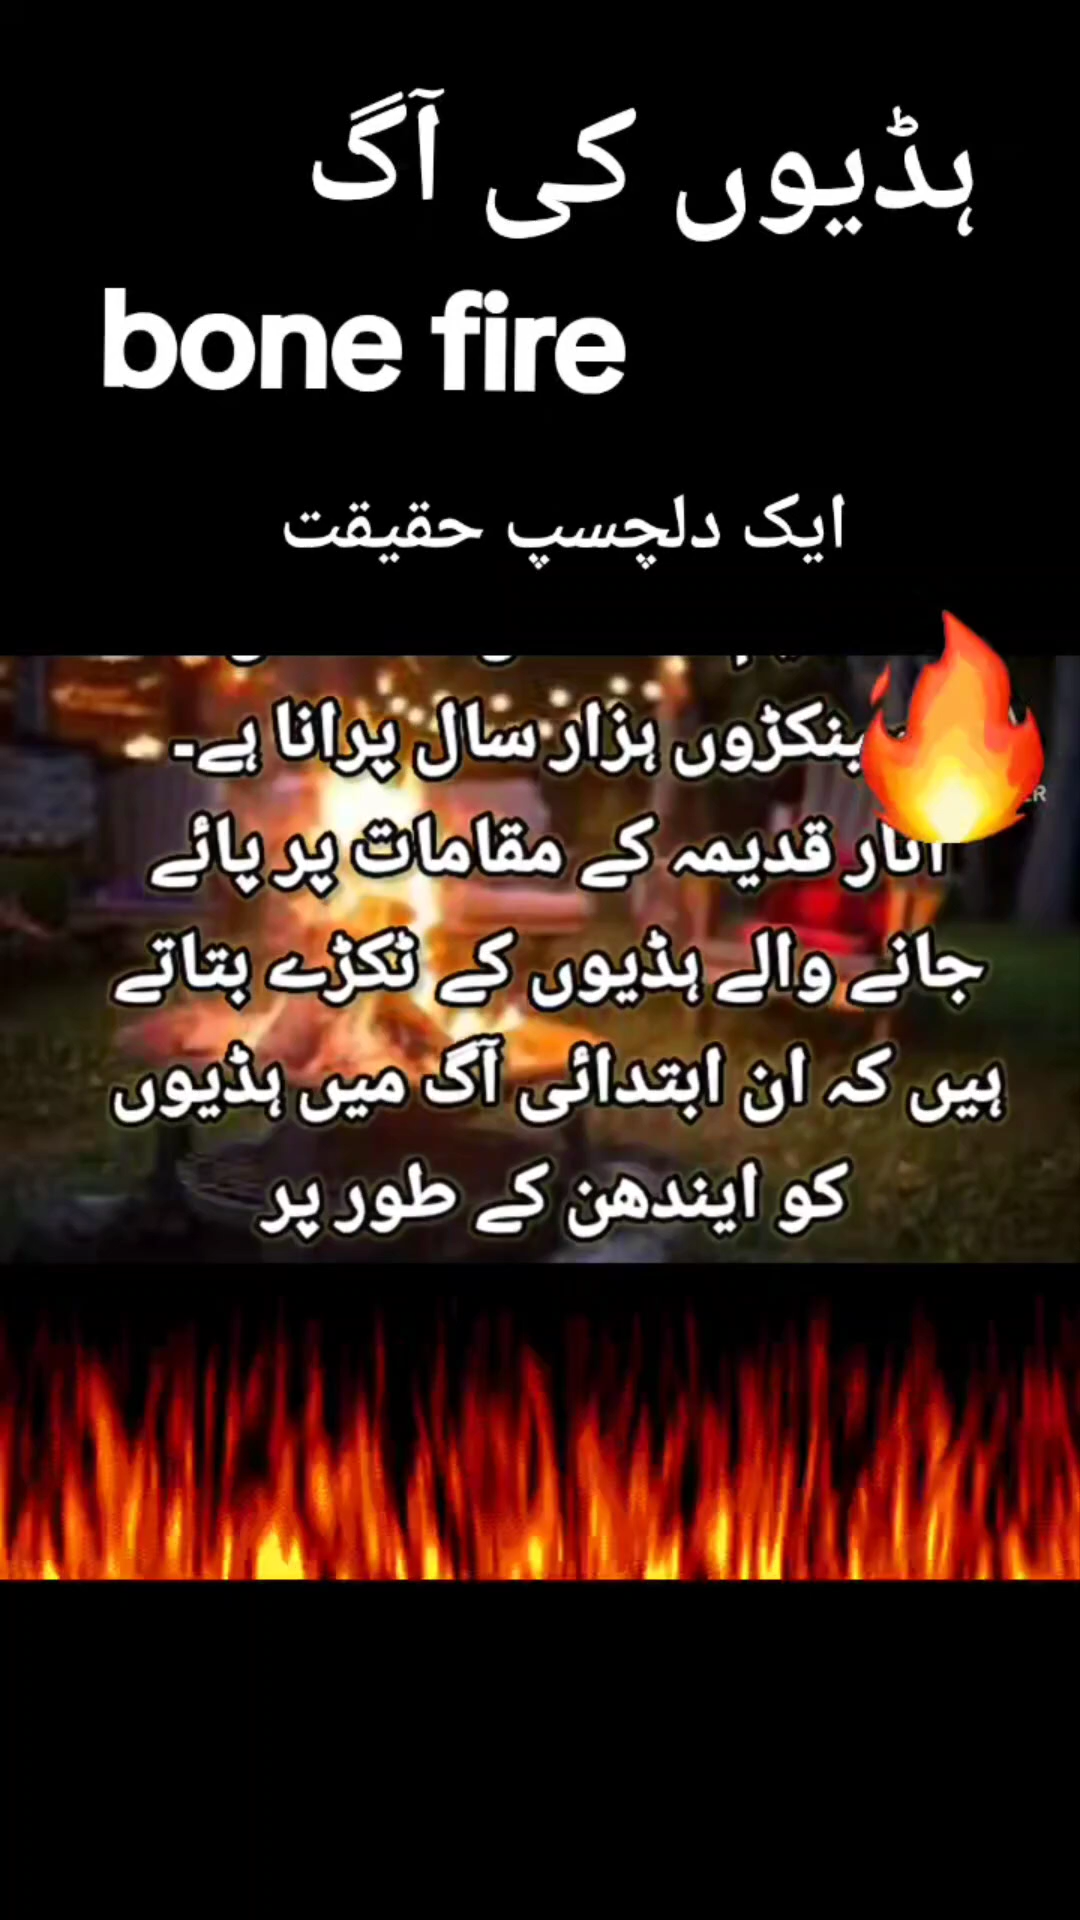 ہڈیوں کی آگ
bone fire
ایک دلچسپ حقیقت
ہزار سال پرانا ہے۔
آثار قدیمہ کے مقامات پر پائے
جانے والے ہڈیوں کے ٹکڑے بتاتے
ہیں کہ ان ابتدائی آگ میں ہڈیوں
کو ایندھن کے طور پر